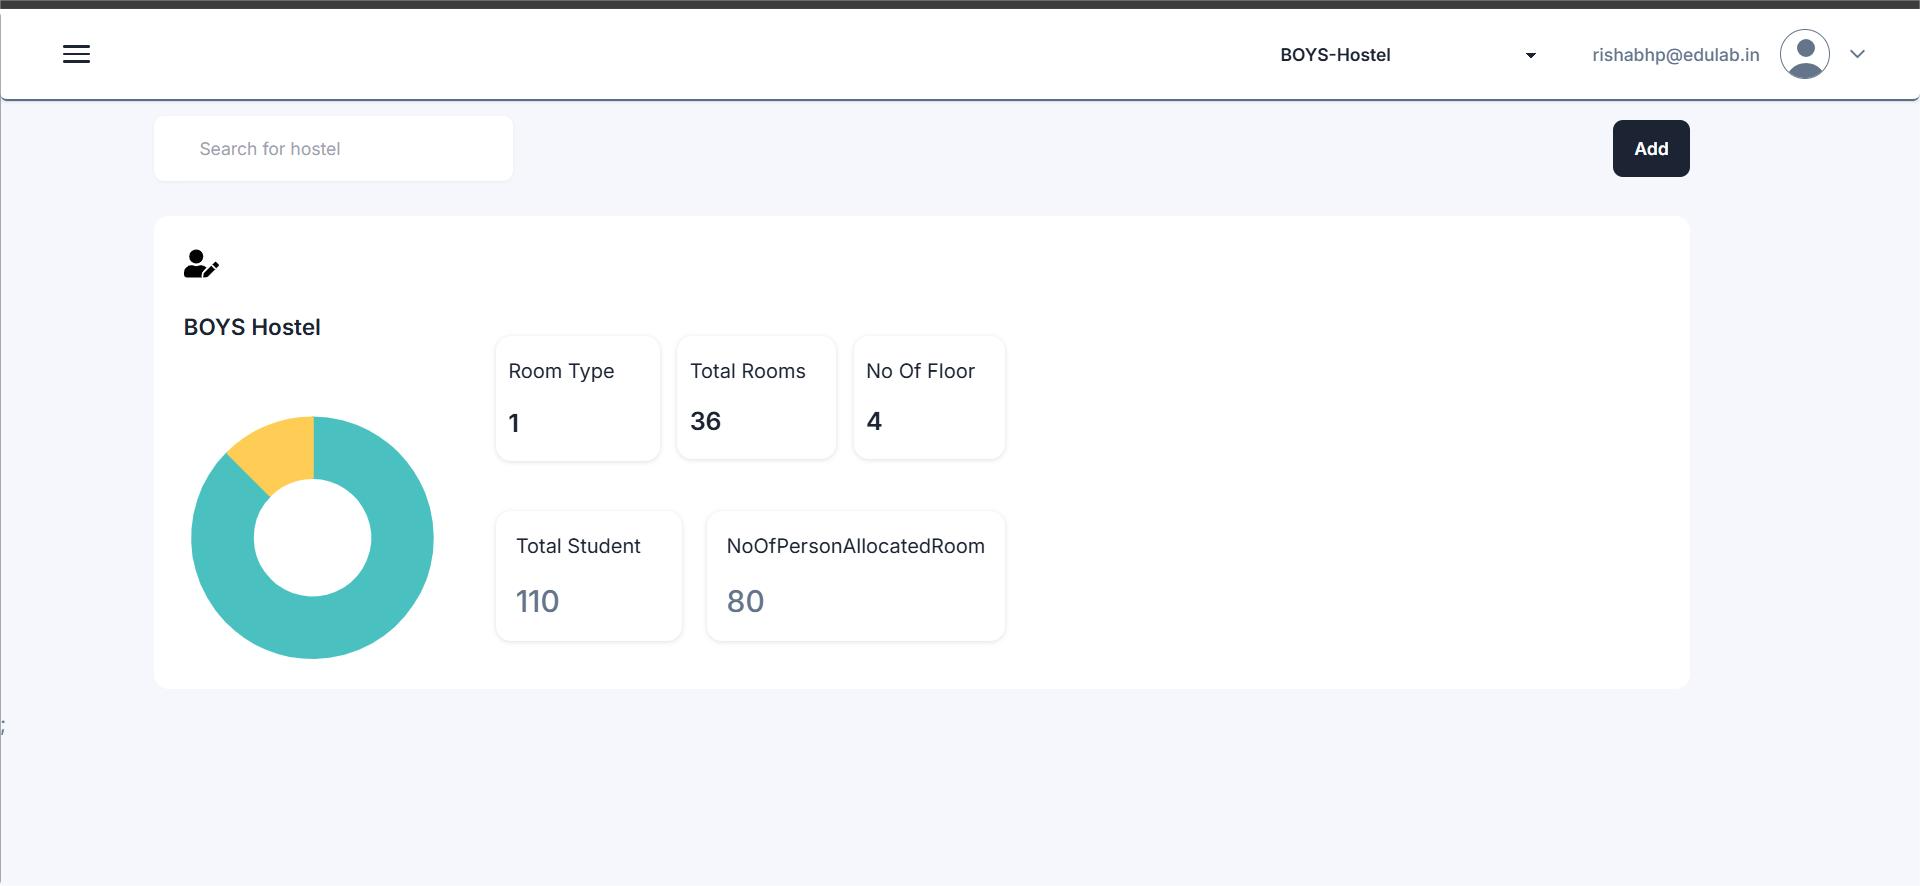 BOYS-Hostel
rishabhp@edulab.in
Search for hostel
Add
BOYS Hostel
Room Type
1
Total Rooms
36
No Of Floor
4
Total Student
110
NoOfPersonAllocatedRoom
80
;